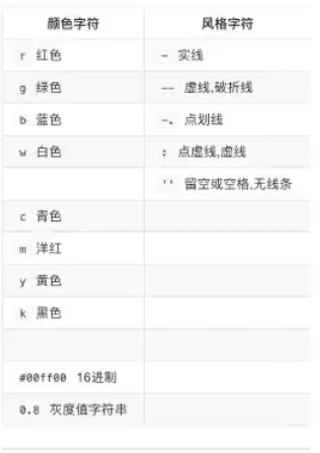 颜色字符 风格字符
r 红色 - 实线
g 绿色 -- 虚线,破折线
b 蓝色 -. 点划线
w 白色 : 点虚线,虚线
'' 留空或空格,无线条
c 青色
m 洋红
y 黄色
k 黑色
#00ff00 16进制
0.8 灰度值字符串